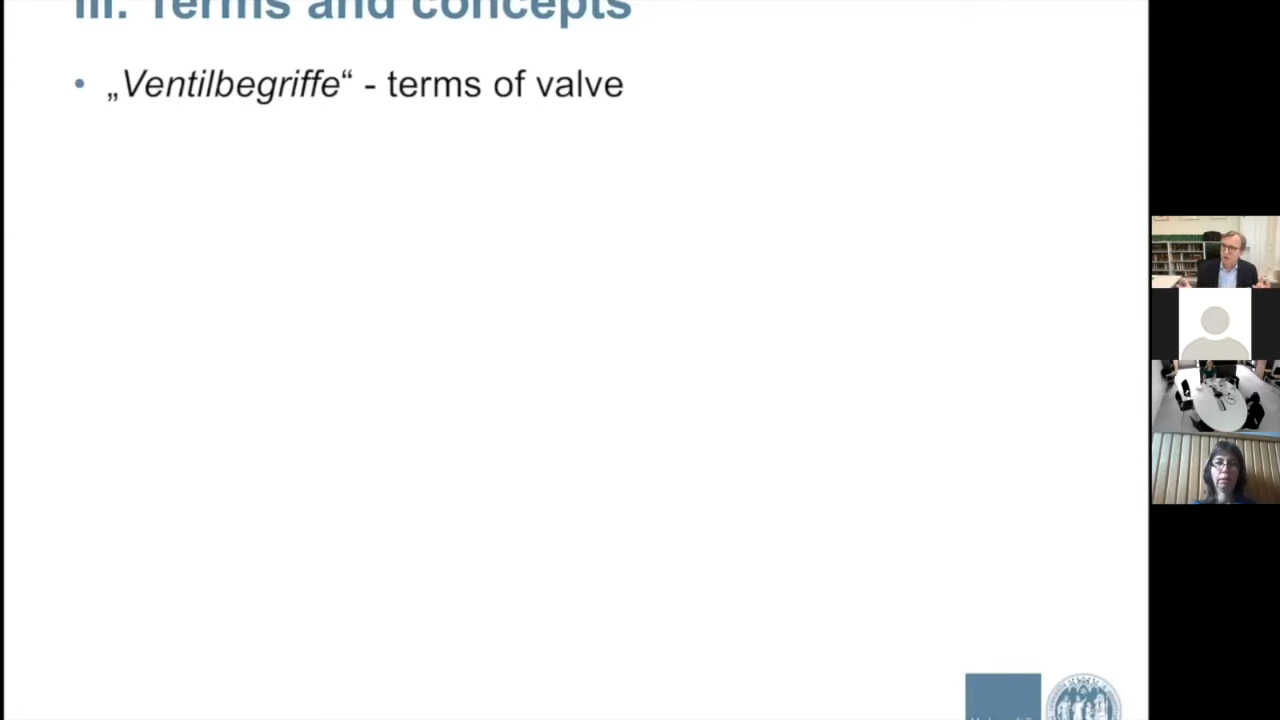 III. Terms and concepts
• „Ventilbegriffe“ - terms of valve